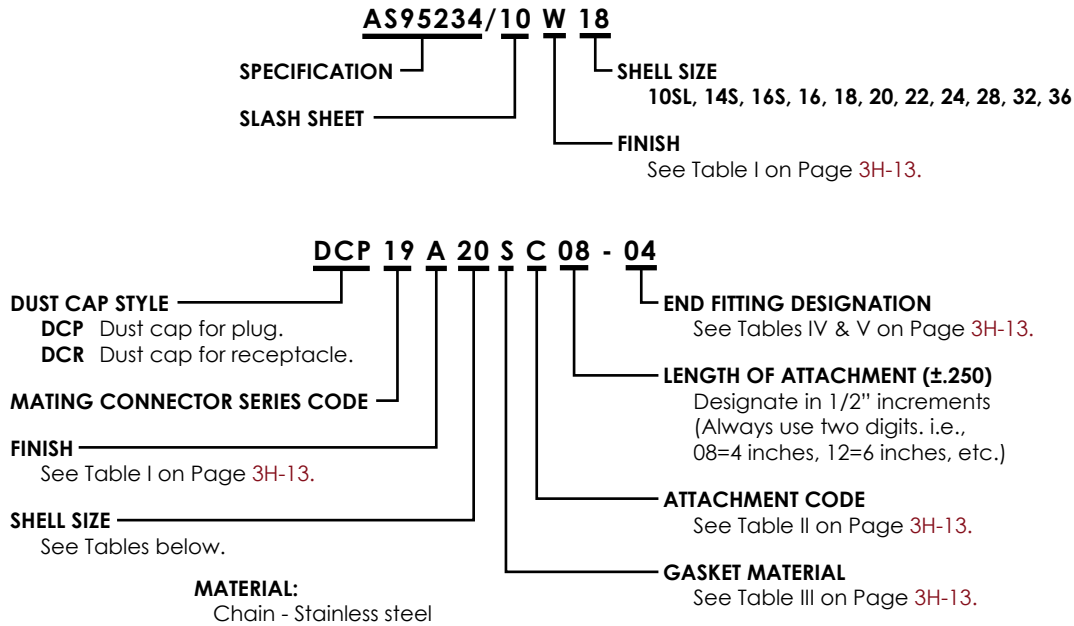 AS95234/10 W 18
SPECIFICATION
SLASH SHEET
SHELL SIZE
10SL, 14S, 16S, 16, 18, 20, 22, 24, 28, 32, 36
FINISH
See Table I on Page 3H-13.
DCP 19 A 20 S C 08 - 04
DUST CAP STYLE
DCP Dust cap for plug.
DCR Dust cap for receptacle.
MATING CONNECTOR SERIES CODE
FINISH
See Table I on Page 3H-13.
SHELL SIZE
See Tables below.
MATERIAL:
Chain - Stainless steel
END FITTING DESIGNATION
See Tables IV & V on Page 3H-13.
LENGTH OF ATTACHMENT (±.250)
Designate in 1/2” increments
(Always use two digits. i.e.,
08=4 inches, 12=6 inches, etc.)
ATTACHMENT CODE
See Table II on Page 3H-13.
GASKET MATERIAL
See Table III on Page 3H-13.